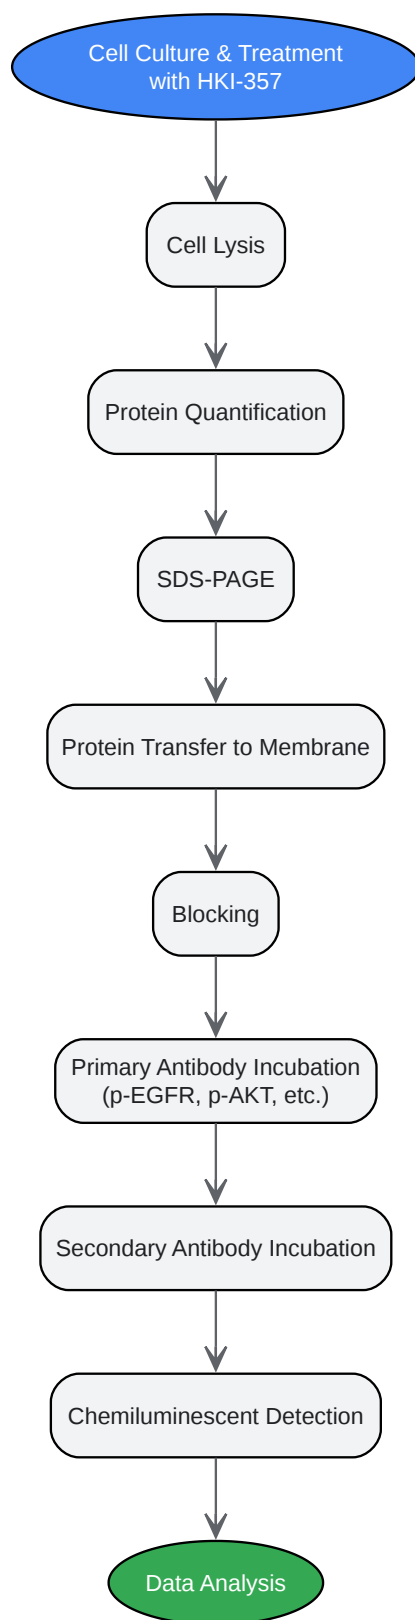 Cell Culture & Treatment
with HKI-357
Cell Lysis
Protein Quantification
SDS-PAGE
Protein Transfer to Membrane
Blocking
Primary Antibody Incubation
(p-EGFR, p-AKT, etc.)
Secondary Antibody Incubation
Chemiluminescent Detection
Data Analysis